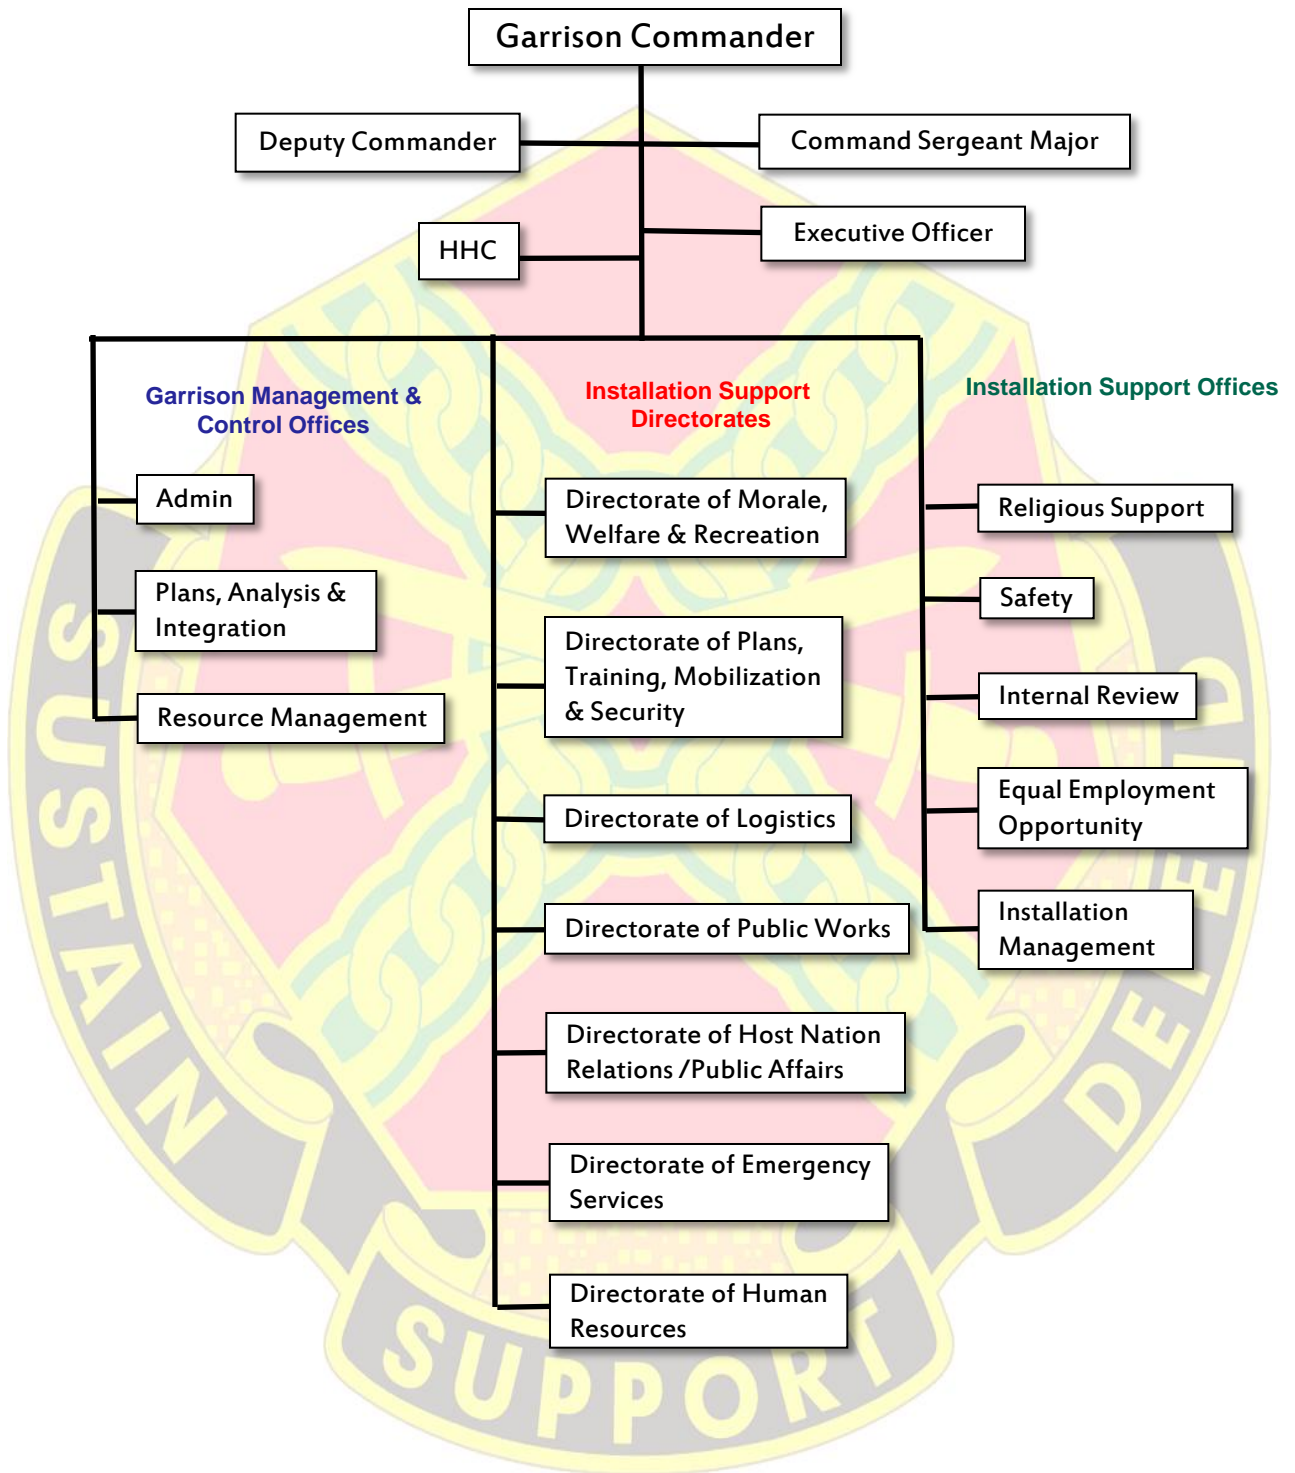 Garrison Commander
Deputy Commander
Command Sergeant Major
HHC
Executive Officer
Garrison Management &
Control Offices
Admin
Plans, Analysis &
Integration
Resource Management
Installation Support
Directorates
Directorate of Morale,
Welfare & Recreation
Directorate of Plans,
Training, Mobilization
& Security
Directorate of Logistics
Directorate of Public Works
Directorate of Host Nation
Relations /Public Affairs
Directorate of Emergency
Services
Directorate of Human
Resources
Installation Support Offices
Religious Support
Safety
Internal Review
Equal Employment
Opportunity
Installation
Management
SUSTAIN
SUPPORT
DEFEND